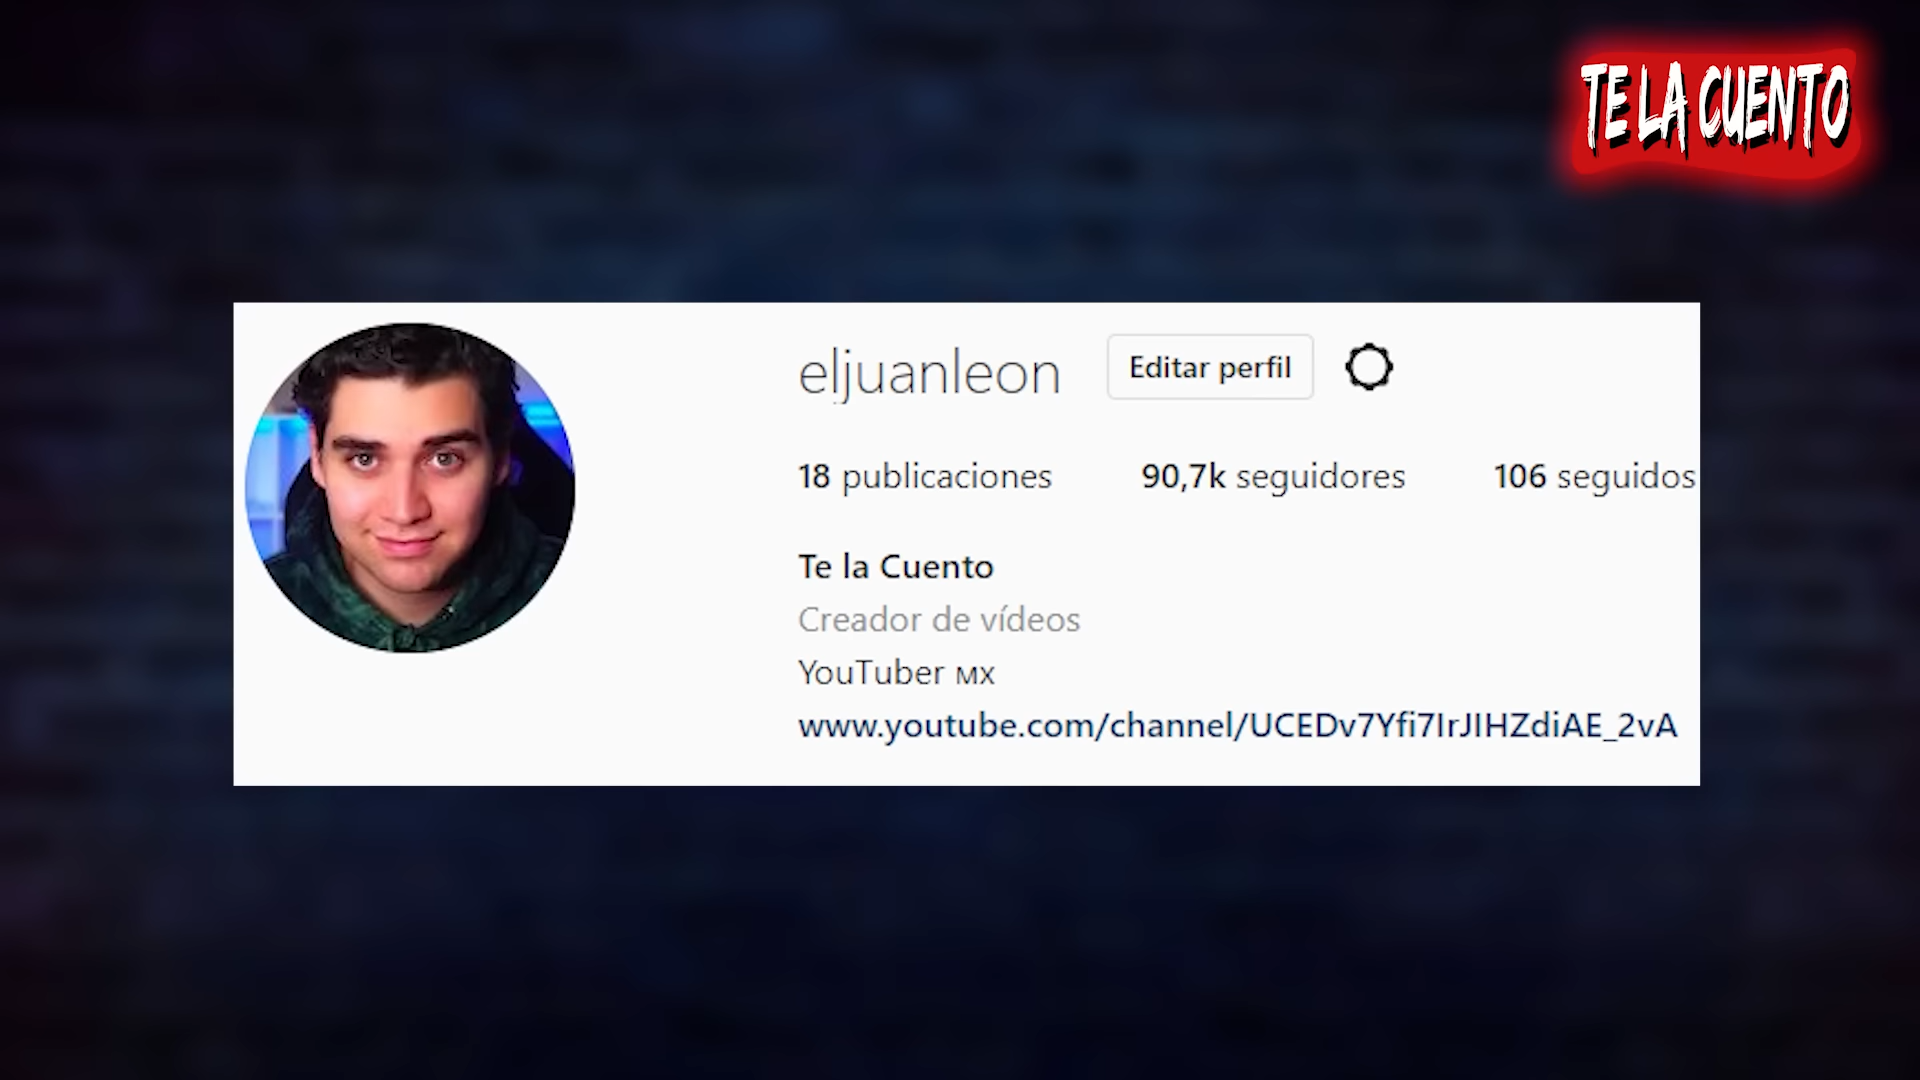 TE LA CUENTO
eljuanleon Editar perfil
18 publicaciones 90,7k seguidores 106 seguidos
Te la Cuento
Creador de vídeos
YouTuber MX
www.youtube.com/channel/UCEDv7Yfi7IrJIHZdiAE_2vA